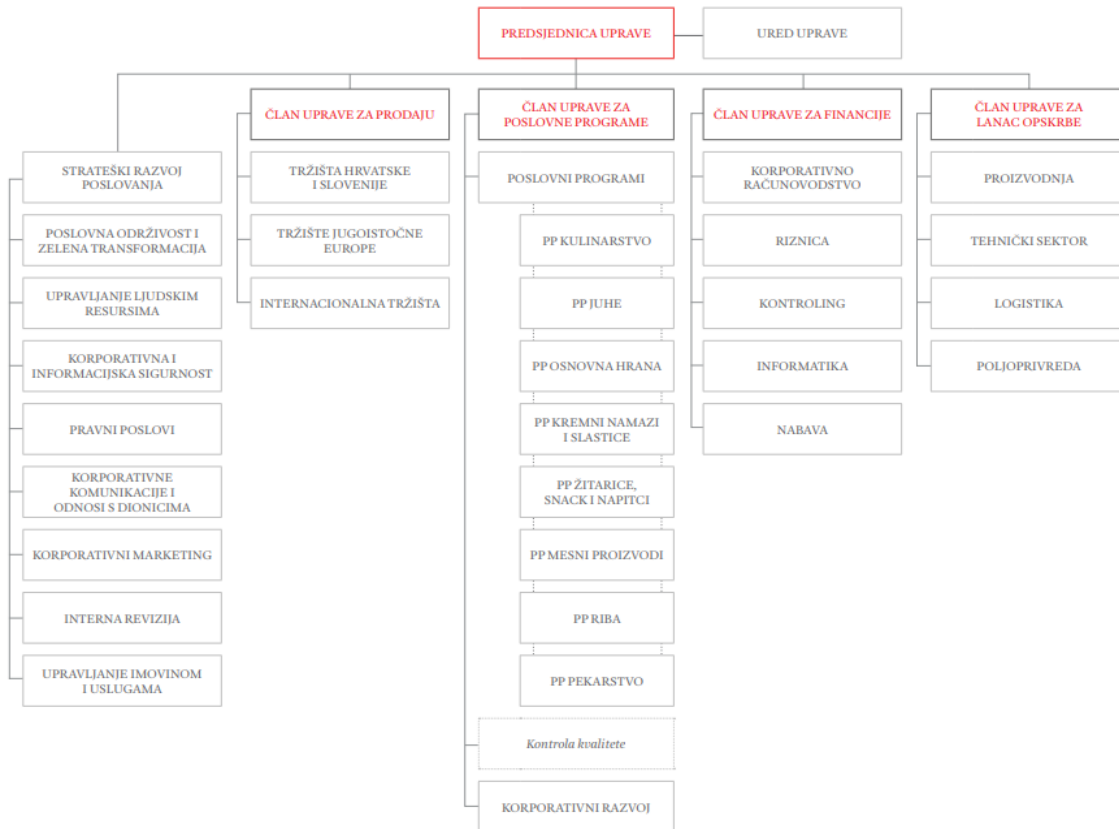 PREDSJEDNICA UPRAVE
URED UPRAVE
STRATEŠKI RAZVOJ
POSLOVANJA
POSLOVNA ODRŽIVOST I
ZELENA TRANSFORMACIJA
UPRAVLJANJE LJUDSKIM
RESURSIMA
KORPORATIVNA I
INFORMACIJSKA SIGURNOST
PRAVNI POSLOVI
KORPORATIVNE
KOMUNIKACIJE I
ODNOSI S DIONICIMA
KORPORATIVNI MARKETING
INTERNA REVIZIJA
UPRAVLJANJE IMOVINOM
I USLUGAMA
ČLAN UPRAVE ZA PRODAJU
TRŽIŠTA HRVATSKE
I SLOVENIJE
TRŽIŠTE JUGOISTOČNE
EUROPE
INTERNACIONALNA TRŽIŠTA
ČLAN UPRAVE ZA
POSLOVNE PROGRAME
POSLOVNI PROGRAMI
PP KULINARSTVO
PP JUHE
PP OSNOVNA HRANA
PP KREMNI NAMAZI
I SLASTICE
PP ŽITARICE,
SNACK I NAPITCI
PP MESNI PROIZVODI
PP RIBA
PP PEKARSTVO
Kontrola kvalitete
KORPORATIVNI RAZVOJ
ČLAN UPRAVE ZA FINANCIJE
KORPORATIVNO
RAČUNOVODSTVO
RIZNICA
KONTROLING
INFORMATIKA
NABAVA
ČLAN UPRAVE ZA
LANAC OPSKRBE
PROIZVODNJA
TEHNIČKI SEKTOR
LOGISTIKA
POLJOPRIVREDA